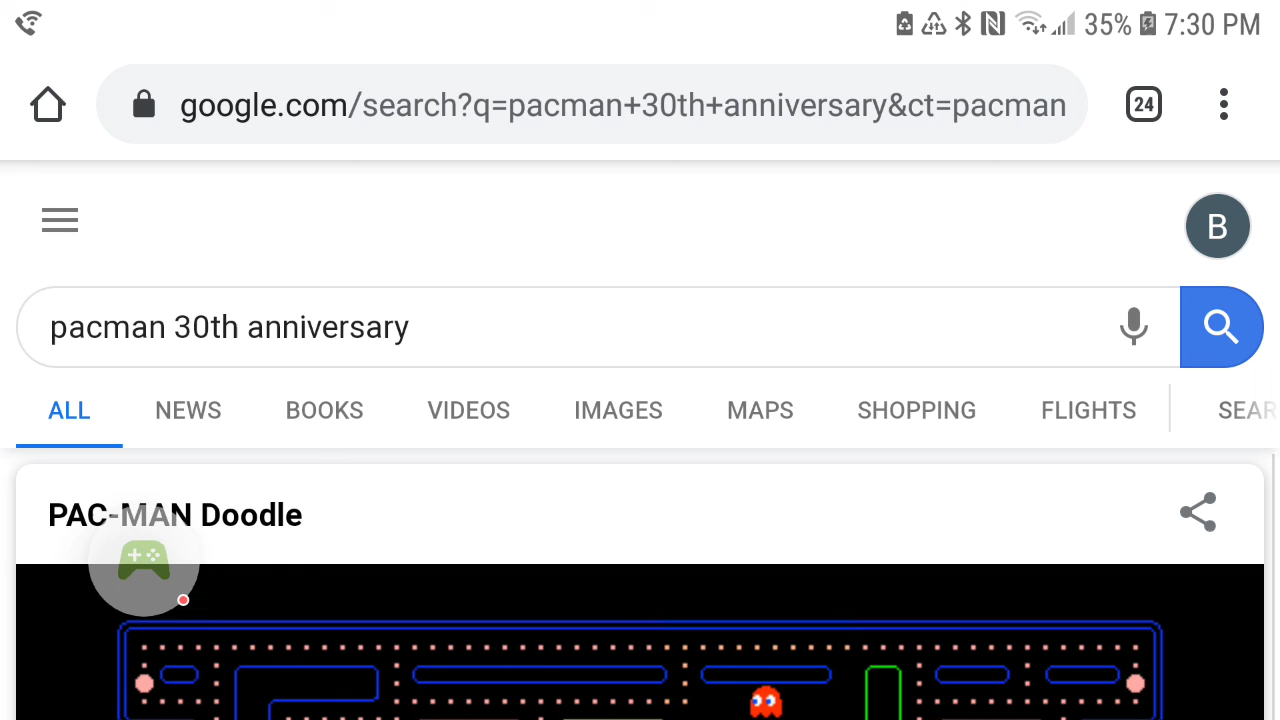 35% 7:30 PM
google.com/search?q=pacman+30th+anniversary&ct=pacman 24
B
pacman 30th anniversary
ALL NEWS BOOKS VIDEOS IMAGES MAPS SHOPPING FLIGHTS SEAR
PAC-MAN Doodle